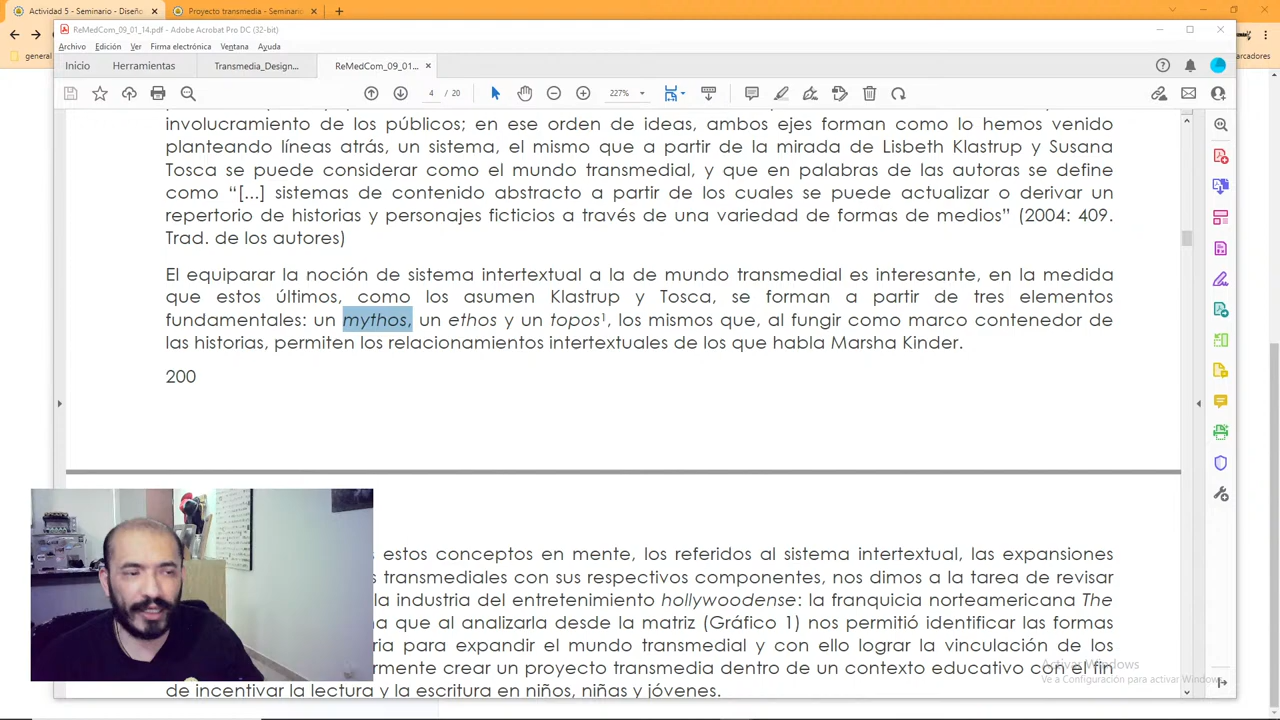 Actividad 5 - Seminario - Diseño
Proyecto transmedia - Seminario
general
arcadores
ReMedCom_09_01_14.pdf - Adobe Acrobat Pro DC (32-bit)
Archivo Edición Ver Firma electrónica Ventana Ayuda
Inicio Herramientas Transmedia_Design... ReMedCom_09_01...
4 / 20 227%
involucramiento de los públicos; en ese orden de ideas, ambos ejes forman como lo hemos venido
planteando líneas atrás, un sistema, el mismo que a partir de la mirada de Lisbeth Klastrup y Susana
Tosca se puede considerar como el mundo transmedial, y que en palabras de las autoras se define
como “[...] sistemas de contenido abstracto a partir de los cuales se puede actualizar o derivar un
repertorio de historias y personajes ficticios a través de una variedad de formas de medios” (2004: 409.
Trad. de los autores)
El equiparar la noción de sistema intertextual a la de mundo transmedial es interesante, en la medida
que estos últimos, como los asumen Klastrup y Tosca, se forman a partir de tres elementos
fundamentales: un mythos, un ethos y un topos¹, los mismos que, al fungir como marco contenedor de
las historias, permiten los relacionamientos intertextuales de los que habla Marsha Kinder.
200
estos conceptos en mente, los referidos al sistema intertextual, las expansiones
transmediales con sus respectivos componentes, nos dimos a la tarea de revisar
la industria del entretenimiento hollywoodense: la franquicia norteamericana The
que al analizarla desde la matriz (Gráfico 1) nos permitió identificar las formas
para expandir el mundo transmedial y con ello lograr la vinculación de los
crear un proyecto transmedia dentro de un contexto educativo con el fin
de incentivar la lectura y la escritura en niños, niñas y jóvenes.
Activar Windows
Ve a Configuración para activar Windows.